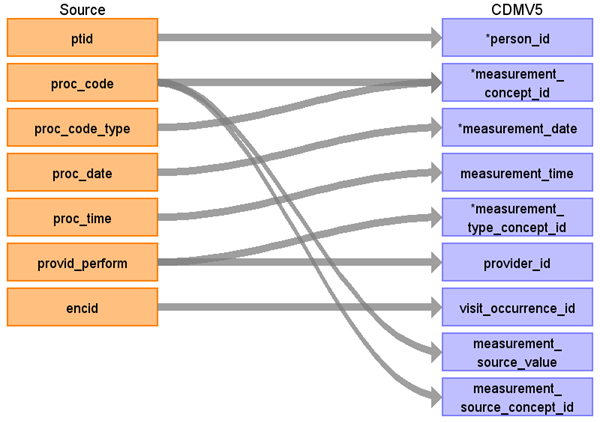 Source
CDMV5
ptid
*person_id
proc_code
*measurement_
concept_id
proc_code_type
*measurement_date
proc_date
measurement_time
proc_time
*measurement_
type_concept_id
provid_perform
provider_id
encid
visit_occurrence_id
measurement_
source_value
measurement_
source_concept_id